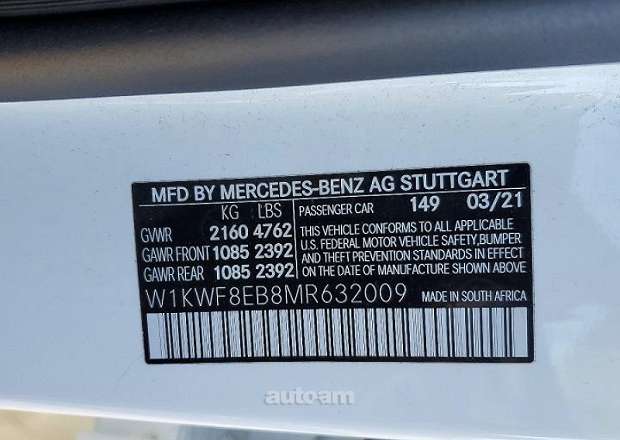 MFD BY MERCEDES-BENZ AG STUTTGART
KG LBS PASSENGER CAR 149 03/21
GVWR 2160 4762 THIS VEHICLE CONFORMS TO ALL APPLICABLE
GAWR FRONT 1085 2392 U.S. FEDERAL MOTOR VEHICLE SAFETY,BUMPER
GAWR REAR 1085 2392 AND THEFT PREVENTION STANDARDS IN EFFECT
ON THE DATE OF MANUFACTURE SHOWN ABOVE
W1KWF8EB8MR632009 MADE IN SOUTH AFRICA
auto.am